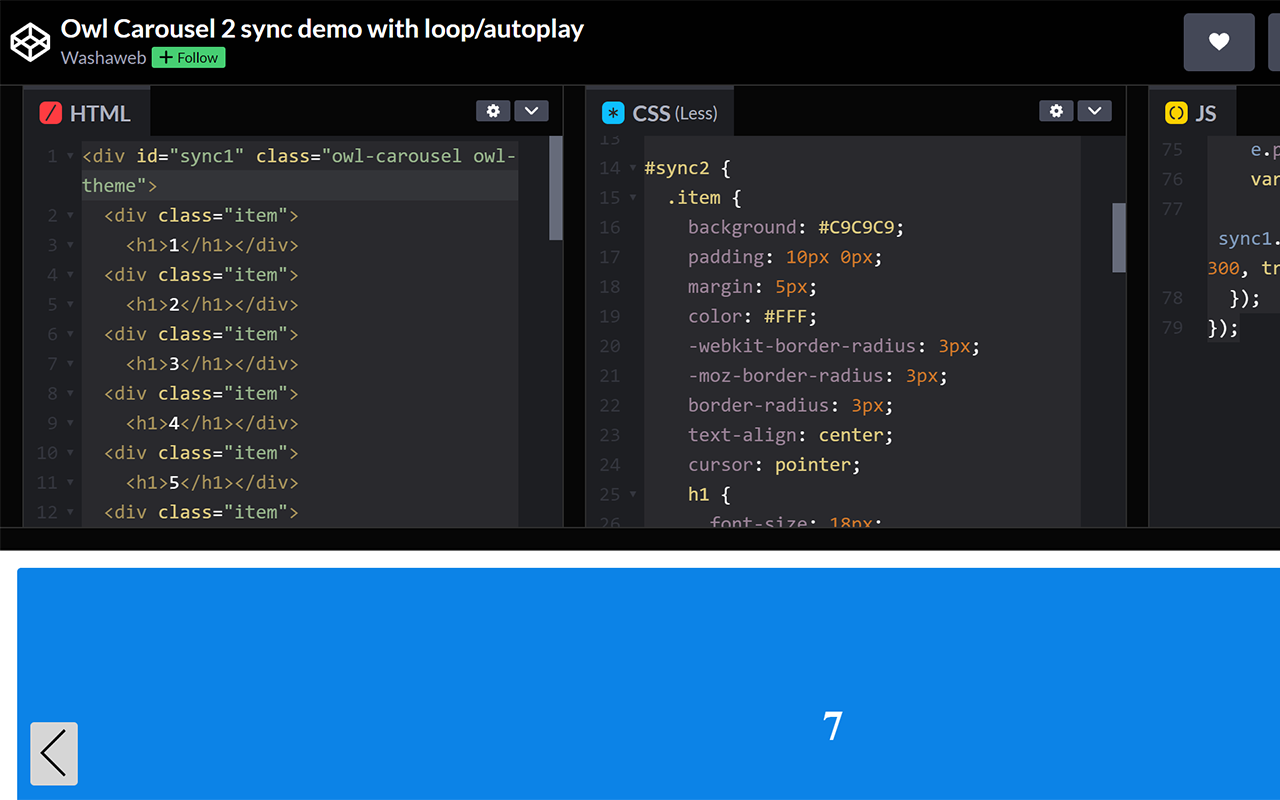 Owl Carousel 2 sync demo with loop/autoplay
Washaweb + Follow
HTML
1 <div id="sync1" class="owl-carousel owl-
theme">
2 <div class="item">
3 <h1>1</h1></div>
4 <div class="item">
5 <h1>2</h1></div>
6 <div class="item">
7 <h1>3</h1></div>
8 <div class="item">
9 <h1>4</h1></div>
10 <div class="item">
11 <h1>5</h1></div>
12 <div class="item">
CSS (Less)
13
14 #sync2 {
15 .item {
16 background: #C9C9C9;
17 padding: 10px 0px;
18 margin: 5px;
19 color: #FFF;
20 -webkit-border-radius: 3px;
21 -moz-border-radius: 3px;
22 border-radius: 3px;
23 text-align: center;
24 cursor: pointer;
25 h1 {
26 font-size: 18px;
JS
75 e.p
76 var
77
sync1.
300, tr
78 });
79 });
7